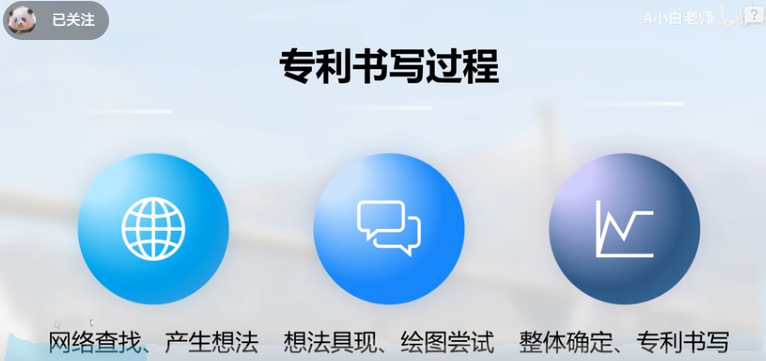 已关注
A小白老师
专利书写过程
网络查找、产生想法
想法具现、绘图尝试
整体确定、专利书写